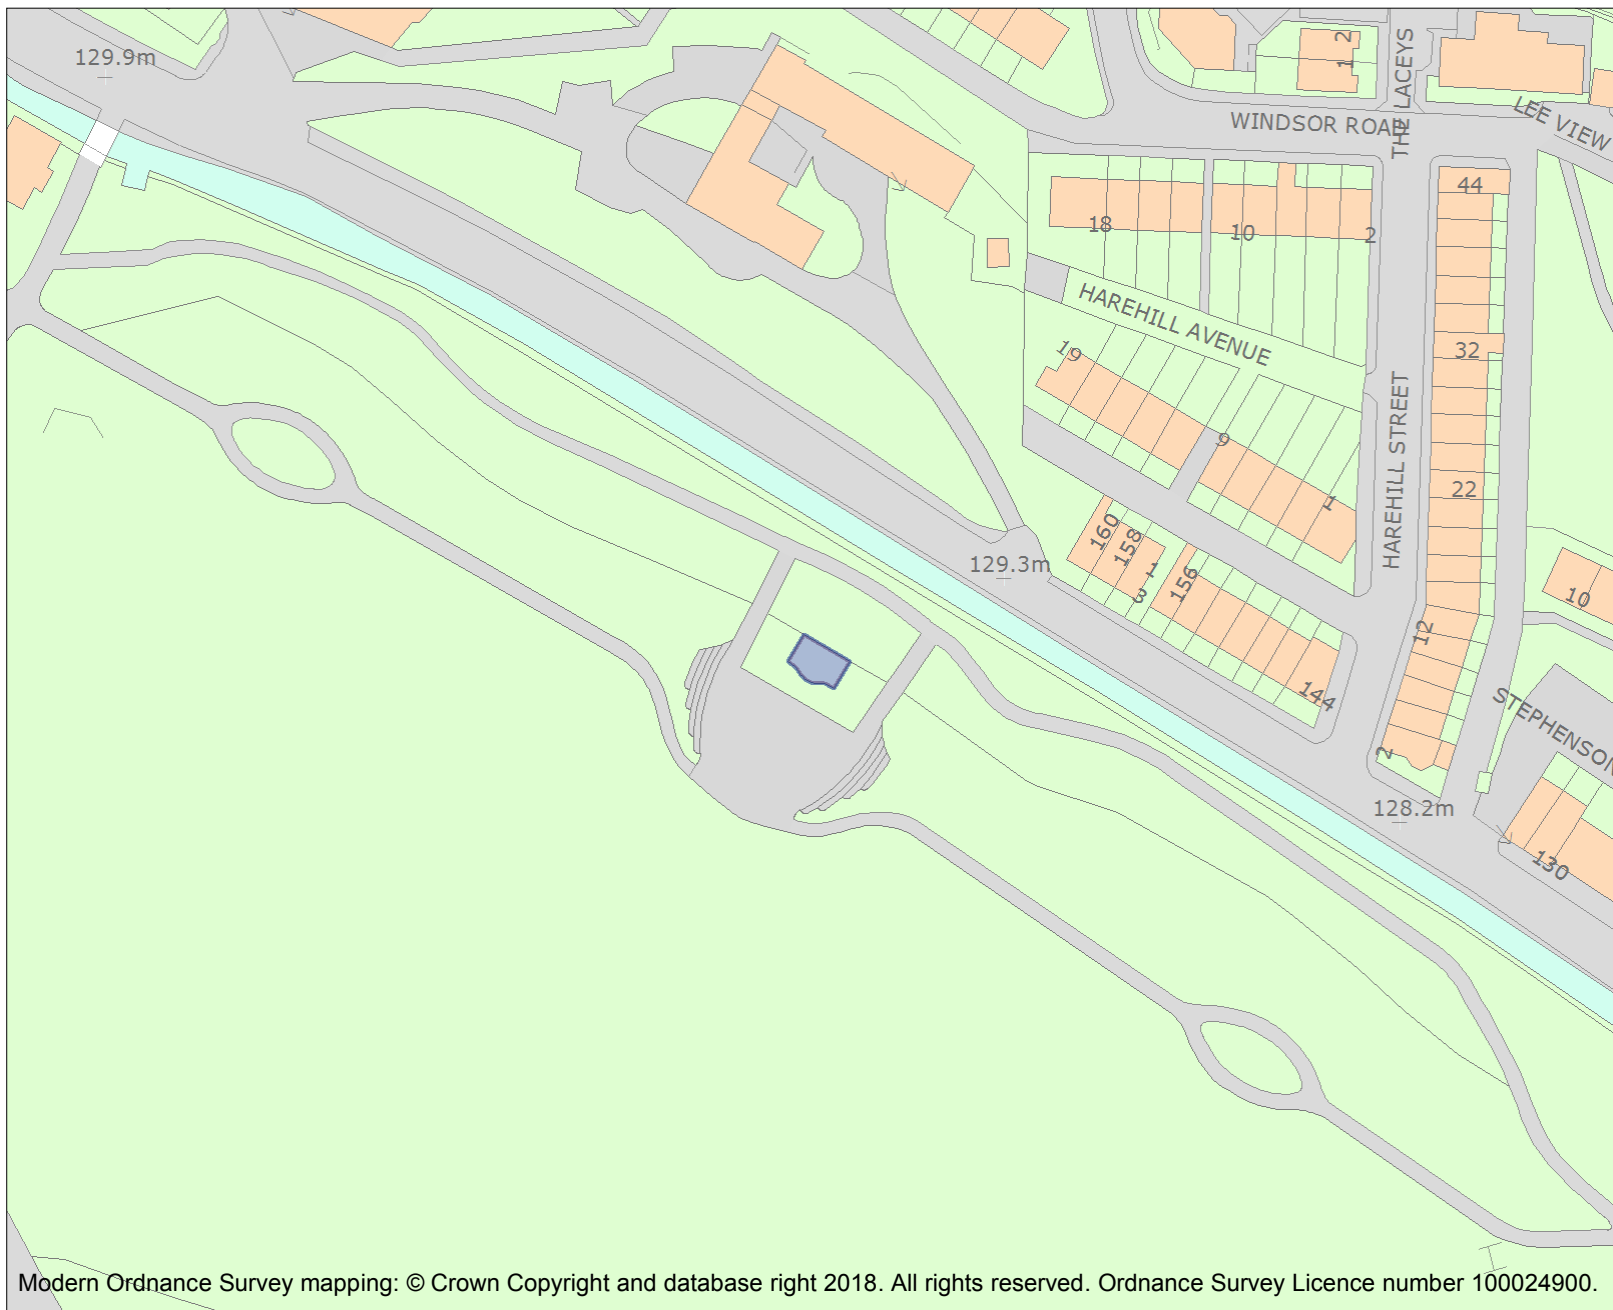 129.9m
2
1
THE LACEYS
WINDSOR ROAD
LEE VIEW
44
18
10
2
HAREHILL AVENUE
19
32
9
HAREHILL STREET
22
1
160
158
1
3
156
129.3m
10
12
144
STEPHENSON
2
128.2m
130
Modern Ordnance Survey mapping: © Crown Copyright and database right 2018. All rights reserved. Ordnance Survey Licence number 100024900.